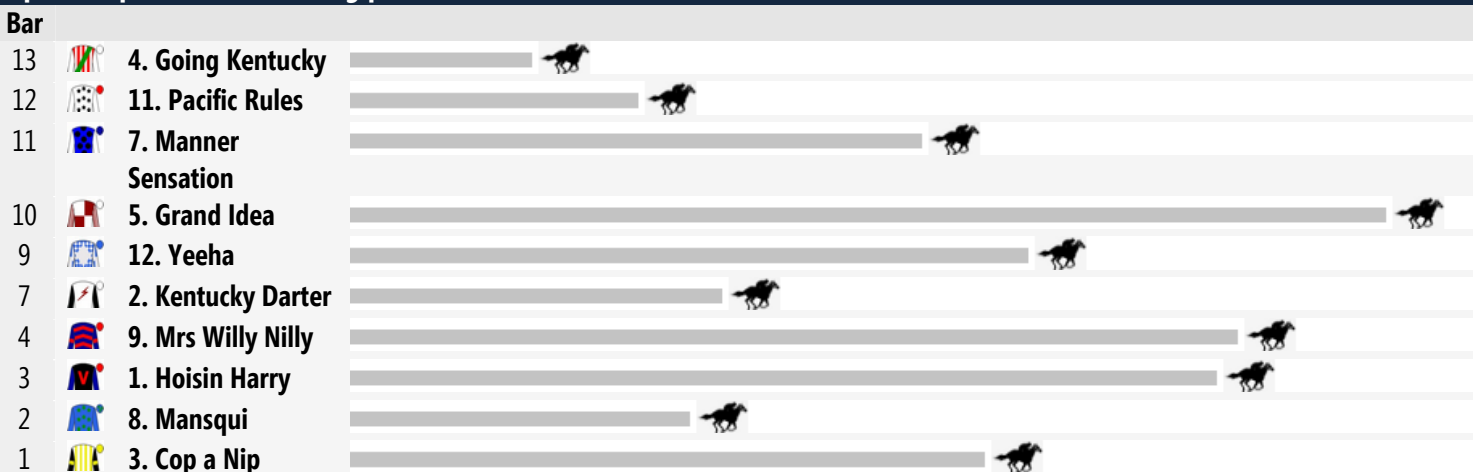 Bar
13 4. Going Kentucky
12 11. Pacific Rules
11 7. Manner
Sensation
10 5. Grand Idea
9 12. Yeeha
7 2. Kentucky Darter
4 9. Mrs Willy Nilly
3 1. Hoisin Harry
2 8. Mansqui
1 3. Cop a Nip